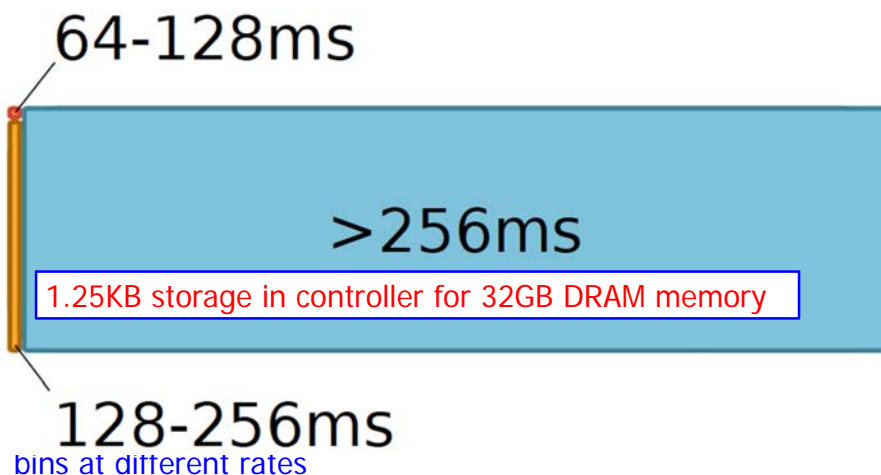 64-128ms
>256ms
1.25KB storage in controller for 32GB DRAM memory
128-256ms
bins at different rates